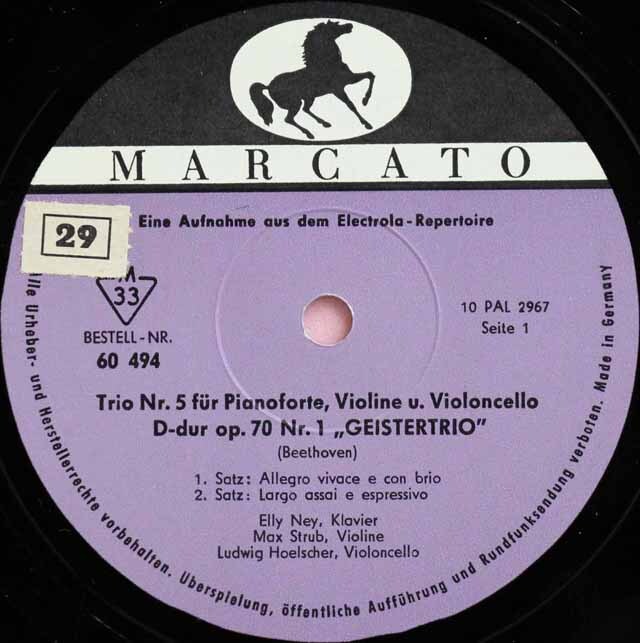 MARCATO
Eine Aufnahme aus dem Electrola-Repertoire
29
M
33
BESTELL-NR.
60 494
10 PAL 2967
Seite 1
Trio Nr. 5 für Pianoforte, Violine u. Violoncello
D-dur op. 70 Nr. 1 „GEISTERTRIO”
(Beethoven)
1. Satz: Allegro vivace e con brio
2. Satz: Largo assai e espressivo
Elly Ney, Klavier
Max Strub, Violine
Ludwig Hoelscher, Violoncello
Alle Urheber- und Herstellerrechte vorbehalten. Überspielung, öffentliche Aufführung und Rundfunksendung verboten. Made in Germany